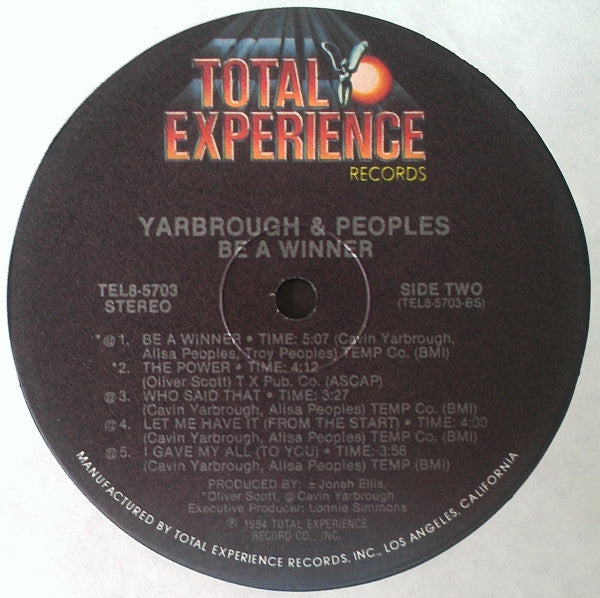 TOTAL
EXPERIENCE
RECORDS
YARBROUGH & PEOPLES
BE A WINNER
TEL8-5703
STEREO
SIDE TWO
(TEL8-5703-BS)
*@1. BE A WINNER • TIME: 5:07 (Cavin Yarbrough,
Alisa Peoples, Troy Peoples) TEMP Co. (BMI)
*2. THE POWER • TIME: 4:12
(Oliver Scott) T X Pub. Co. (ASCAP)
@3. WHO SAID THAT • TIME: 3:27
(Cavin Yarbrough, Alisa Peoples) TEMP Co. (BMI)
@4. LET ME HAVE IT (FROM THE START) • TIME: 4:00
(Cavin Yarbrough, Alisa Peoples) TEMP Co. (BMI)
@5. I GAVE MY ALL (TO YOU) • TIME: 3:58
(Cavin Yarbrough, Alisa Peoples) TEMP Co. (BMI)
PRODUCED BY: ± Jonah Ellis,
*Oliver Scott, @ Cavin Yarbrough
Executive Producer: Lonnie Simmons
℗ 1984 TOTAL EXPERIENCE
RECORD CO., INC.
MANUFACTURED BY TOTAL EXPERIENCE RECORDS, INC., LOS ANGELES, CALIFORNIA